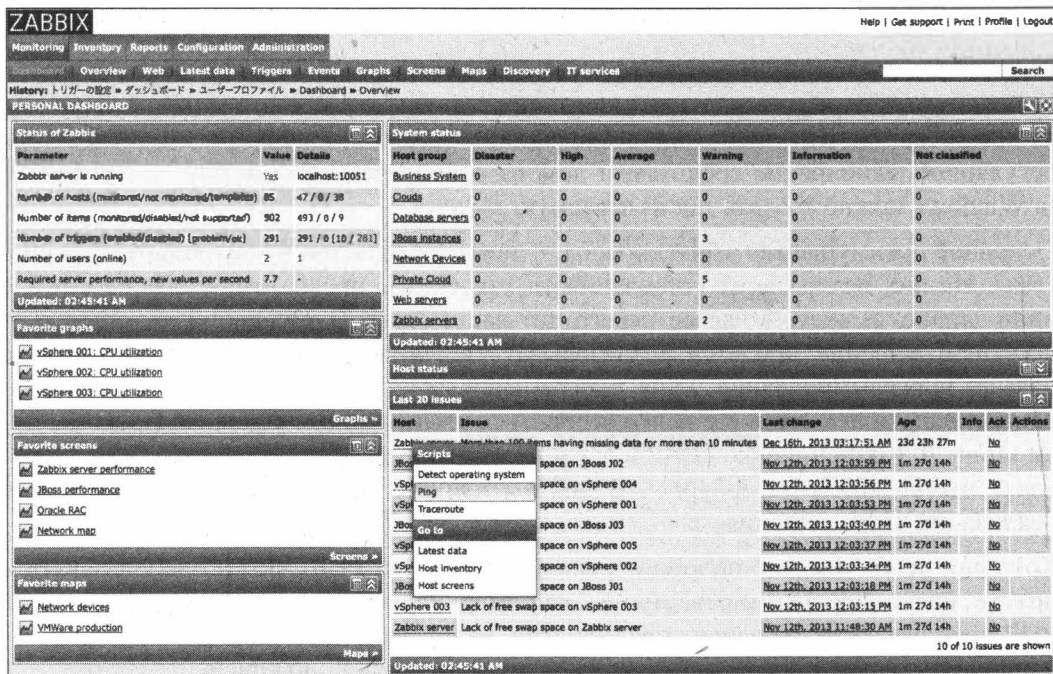 ZABBIX
Help | Get support | Print | Profile | Logout
Monitoring Inventory Reports Configuration Administration
Dashboard Overview Web Latest data Triggers Events Graphs Screens Maps Discovery IT services Search
History: トリガーの設定 » ダッシュボード » ユーザープロファイル » Dashboard » Overview
PERSONAL DASHBOARD
Status of Zabbix
Parameter Value Details
Zabbix server is running Yes localhost:10051
Number of hosts (monitored/not monitored/templates) 85 47 / 0 / 38
Number of items (monitored/disabled/not supported) 902 493 / 0 / 9
Number of triggers (enabled/disabled) [problem/ok] 291 291 / 0 [10 / 281]
Number of users (online) 2 1
Required server performance, new values per second 7.7 -
Updated: 02:45:41 AM
Favorite graphs
vSphere 001: CPU utilization
vSphere 002: CPU utilization
vSphere 003: CPU utilization
Graphs »
Favorite screens
Zabbix server performance
JBoss performance
Oracle RAC
Network map
Screens »
Favorite maps
Network devices
VMWare production
Maps »
System status
Host group Disaster High Average Warning Information Not classified
Business System 0 0 0 0 0 0
Clouds 0 0 0 0 0 0
Database servers 0 0 0 0 0 0
JBoss instances 0 0 0 3 0 0
Network Devices 0 0 0 0 0 0
Private Cloud 0 0 0 5 0 0
Web servers 0 0 0 0 0 0
Zabbix servers 0 0 0 2 0 0
Updated: 02:45:41 AM
Host status
Last 20 issues
Host Issue Last change Age Info Ack Actions
Zabbix server More than 100 items having missing data for more than 10 minutes Dec 16th, 2013 03:17:51 AM 23d 23h 27m No
JBos space on JBoss J02 Nov 12th, 2013 12:03:59 PM 1m 27d 14h No
vSph space on vSphere 004 Nov 12th, 2013 12:03:56 PM 1m 27d 14h No
vSph space on vSphere 001 Nov 12th, 2013 12:03:53 PM 1m 27d 14h No
JBos space on JBoss J03 Nov 12th, 2013 12:03:40 PM 1m 27d 14h No
vSph space on vSphere 005 Nov 12th, 2013 12:03:37 PM 1m 27d 14h No
vSph space on vSphere 002 Nov 12th, 2013 12:03:34 PM 1m 27d 14h No
JBos space on JBoss J01 Nov 12th, 2013 12:03:18 PM 1m 27d 14h No
vSphere 003 Lack of free swap space on vSphere 003 Nov 12th, 2013 12:03:15 PM 1m 27d 14h No
Zabbix server Lack of free swap space on Zabbix server Nov 12th, 2013 11:48:30 AM 1m 27d 14h No
10 of 10 issues are shown
Updated: 02:45:41 AM
Scripts
Detect operating system
Ping
Traceroute
Go to
Latest data
Host inventory
Host screens